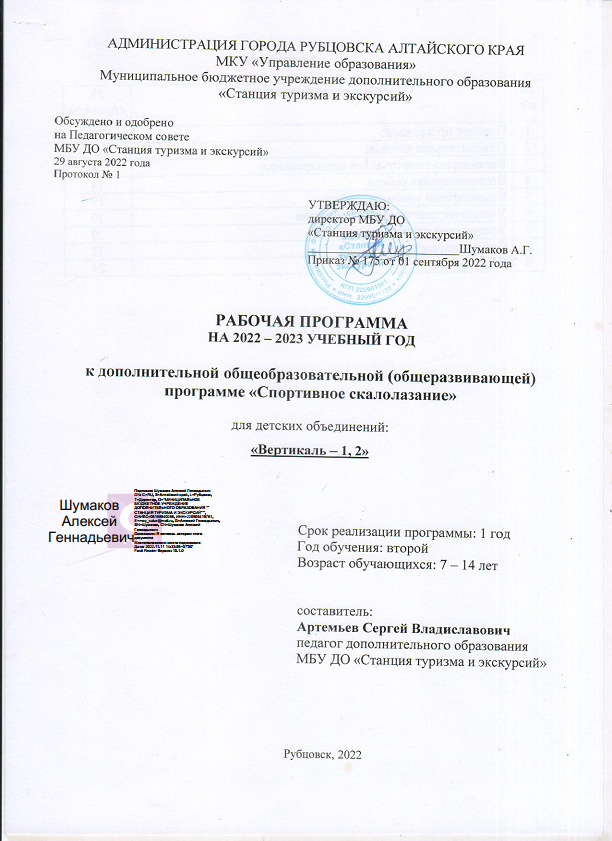 АДМИНИСТРАЦИЯ ГОРОДА РУБЦОВСКА АЛТАЙСКОГО КРАЯ
МКУ «Управление образования»
Муниципальное бюджетное учреждение дополнительного образования
«Станция туризма и экскурсий»
Обсуждено и одобрено
на Педагогическом совете
МБУ ДО «Станция туризма и экскурсий»
29 августа 2022 года
Протокол № 1
УТВЕРЖДАЮ:
директор МБУ ДО
«Станция туризма и экскурсий»
Шумаков А.Г.
Приказ № 175 от 01 сентября 2022 года
РАБОЧАЯ ПРОГРАММА
НА 2022 – 2023 УЧЕБНЫЙ ГОД
к дополнительной общеобразовательной (общеразвивающей)
программе «Спортивное скалолазание»
для детских объединений:
«Вертикаль – 1, 2»
Шумаков
Алексей
Геннадьевич
Срок реализации программы: 1 год
Год обучения: второй
Возраст обучающихся: 7 – 14 лет
составитель:
Артемьев Сергей Владиславович
педагог дополнительного образования
МБУ ДО «Станция туризма и экскурсий»
Рубцовск, 2022